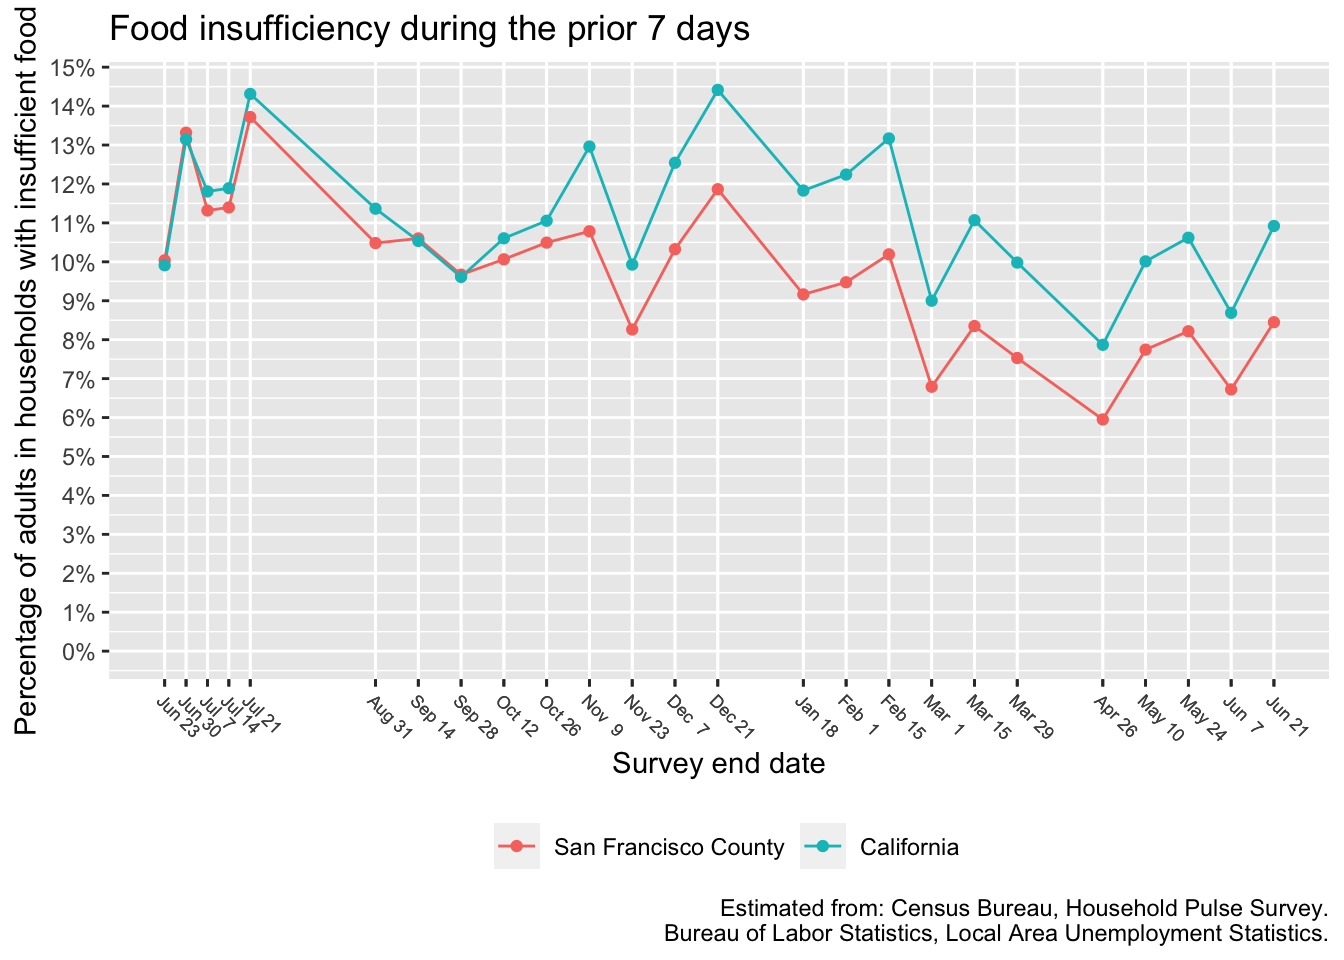 Food insufficiency during the prior 7 days
Percentage of adults in households with insufficient food
15%
14%
13%
12%
11%
10%
9%
8%
7%
6%
5%
4%
3%
2%
1%
0%
Jun 23
Jun 30
Jul 7
Jul 14
Jul 21
Aug 31
Sep 14
Sep 28
Oct 12
Oct 26
Nov 9
Nov 23
Dec 7
Dec 21
Jan 18
Feb 1
Feb 15
Mar 1
Mar 15
Mar 29
Apr 26
May 10
May 24
Jun 7
Jun 21
Survey end date
San Francisco County
California
Estimated from: Census Bureau, Household Pulse Survey.
Bureau of Labor Statistics, Local Area Unemployment Statistics.